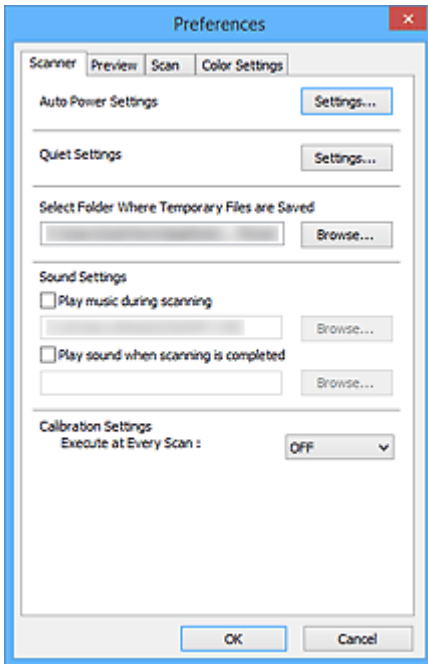 Preferences
Scanner Preview Scan Color Settings
Auto Power Settings Settings...
Quiet Settings Settings...
Select Folder Where Temporary Files are Saved
Browse...
Sound Settings
Play music during scanning
Browse...
Play sound when scanning is completed
Browse...
Calibration Settings
Execute at Every Scan : OFF
OK Cancel